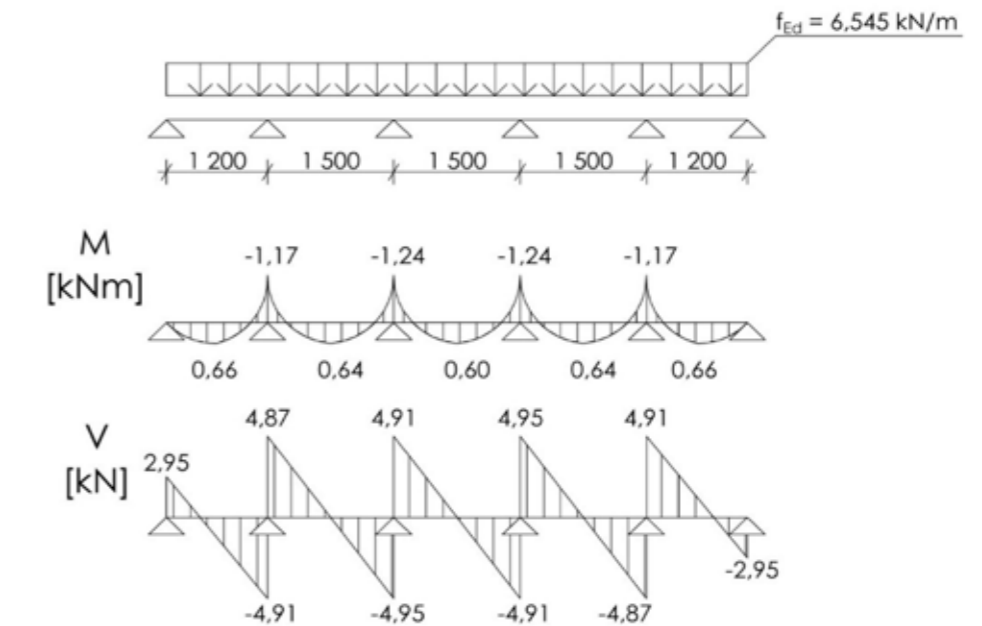 fEd = 6,545 kN/m
1 200 1 500 1 500 1 500 1 200
M
[kNm]
-1,17 -1,24 -1,24 -1,17
0,66 0,64 0,60 0,64 0,66
V
[kN]
4,87 4,91 4,95 4,91
2,95
-2,95
-4,91 -4,95 -4,91 -4,87